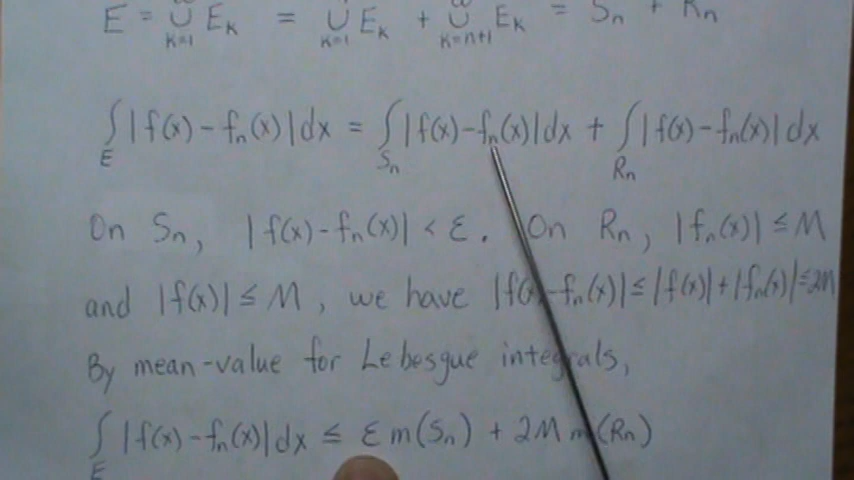 E = ∪ E_K = ∪ E_K + ∪ E_K = S_n + R_n
K=1 K=1 K=n+1
∫ |f(x) - f_n(x)| dx = ∫ |f(x) - f_n(x)| dx + ∫ |f(x) - f_n(x)| dx
E S_n R_n
On S_n, |f(x) - f_n(x)| < ε. On R_n, |f_n(x)| ≤ M
and |f(x)| ≤ M, we have |f(x) - f_n(x)| ≤ |f(x)| + |f_n(x)| ≤ 2M
By mean-value for Lebesgue integrals,
∫ |f(x) - f_n(x)| dx ≤ ε m(S_n) + 2M m(R_n)
E